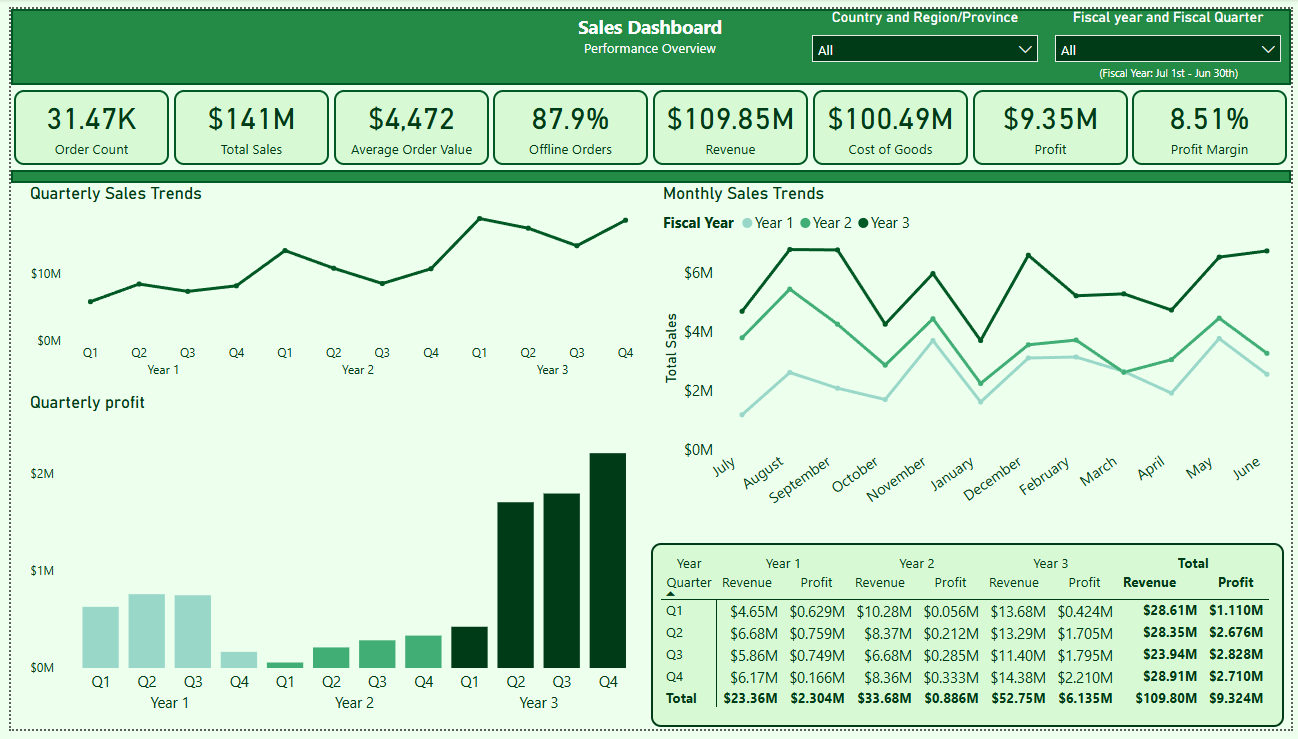 Sales Dashboard
Performance Overview
Country and Region/Province
All
Fiscal year and Fiscal Quarter
All
(Fiscal Year: Jul 1st - Jun 30th)
31.47K
Order Count
$141M
Total Sales
$4,472
Average Order Value
87.9%
Offline Orders
$109.85M
Revenue
$100.49M
Cost of Goods
$9.35M
Profit
8.51%
Profit Margin
Quarterly Sales Trends
$10M
$0M
Q1 Q2 Q3 Q4 Q1 Q2 Q3 Q4 Q1 Q2 Q3 Q4
Year 1 Year 2 Year 3
Quarterly profit
$2M
$1M
$0M
Q1 Q2 Q3 Q4 Q1 Q2 Q3 Q4 Q1 Q2 Q3 Q4
Year 1 Year 2 Year 3
Monthly Sales Trends
Fiscal Year Year 1 Year 2 Year 3
Total Sales
$6M
$4M
$2M
$0M
July August September October November January December February March April May June
Year Year 1 Year 2 Year 3 Total
Quarter Revenue Profit Revenue Profit Revenue Profit Revenue Profit
Q1 $4.65M $0.629M $10.28M $0.056M $13.68M $0.424M $28.61M $1.110M
Q2 $6.68M $0.759M $8.37M $0.212M $13.29M $1.705M $28.35M $2.676M
Q3 $5.86M $0.749M $6.68M $0.285M $11.40M $1.795M $23.94M $2.828M
Q4 $6.17M $0.166M $8.36M $0.333M $14.38M $2.210M $28.91M $2.710M
Total $23.36M $2.304M $33.68M $0.886M $52.75M $6.135M $109.80M $9.324M